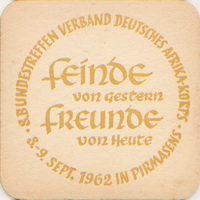 8. BUNDESTREFFEN VERBAND DEUTSCHES AFRIKA-KORPS
· 8.-9. SEPT. 1962 IN PIRMASENS ·
Feinde
von Gestern
FREUNDE
von Heute